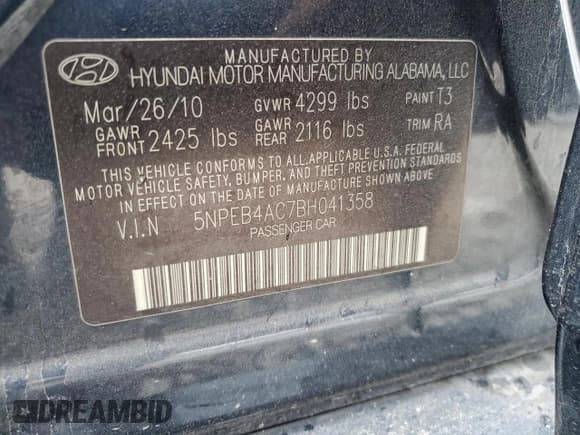 MANUFACTURED BY
HYUNDAI MOTOR MANUFACTURING ALABAMA, LLC
Mar/26/10 GVWR 4299 lbs PAINT T3
GAWR FRONT 2425 lbs GAWR REAR 2116 lbs TRIM RA
THIS VEHICLE CONFORMS TO ALL APPLICABLE U.S.A. FEDERAL
MOTOR VEHICLE SAFETY, BUMPER, AND THEFT PREVENTION STANDARDS
IN EFFECT ON THE DATE OF MANUFACTURE SHOWN ABOVE.
V.I.N 5NPEB4AC7BH041358
PASSENGER CAR
DREAMBID